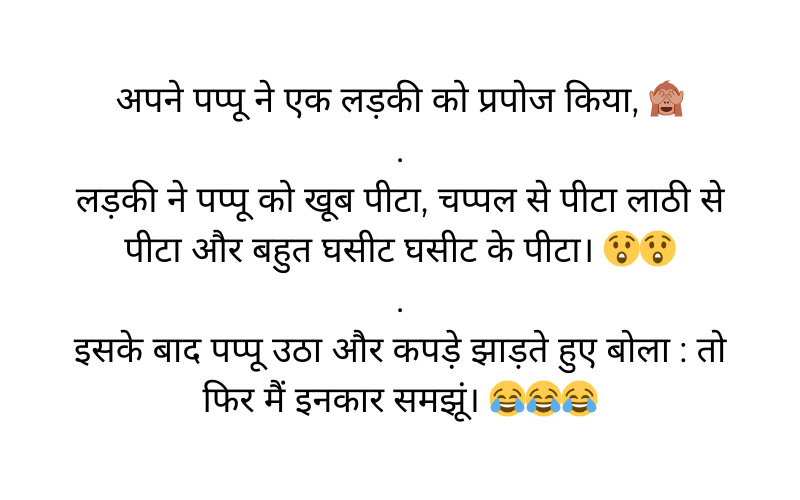 अपने पप्पू ने एक लड़की को प्रपोज किया, 🙈
.
लड़की ने पप्पू को खूब पीटा, चप्पल से पीटा लाठी से
पीटा और बहुत घसीट घसीट के पीटा। 😲😲
.
इसके बाद पप्पू उठा और कपड़े झाड़ते हुए बोला : तो
फिर मैं इनकार समझूं। 😂😂😂